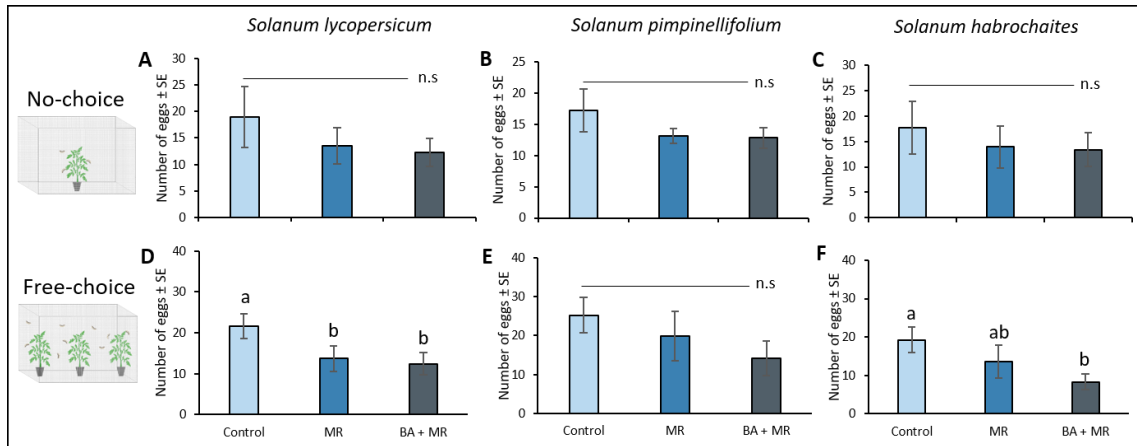 Solanum lycopersicum
Solanum pimpinellifolium
Solanum habrochaites
No-choice
A
Number of eggs ± SE
30
25
20
15
10
5
0
n.s
B
Number of eggs ± SE
25
20
15
10
5
0
n.s
C
Number of eggs ± SE
30
25
20
15
10
5
0
n.s
Free-choice
D
Number of eggs ± SE
40
30
20
10
0
a
b
b
Control MR BA + MR
E
Number of eggs ± SE
40
30
20
10
0
n.s
Control MR BA + MR
F
Number of eggs ± SE
40
30
20
10
0
a
ab
b
Control MR BA + MR